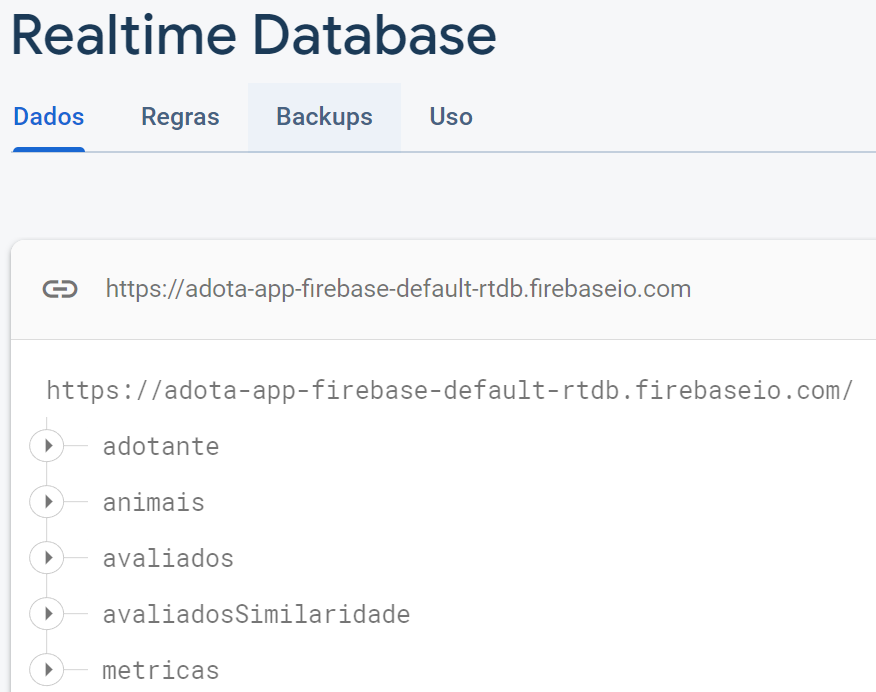 Realtime Database
Dados Regras Backups Uso
https://adota-app-firebase-default-rtdb.firebaseio.com
https://adota-app-firebase-default-rtdb.firebaseio.com/
adotante
animais
avaliados
avaliadosSimilaridade
metricas